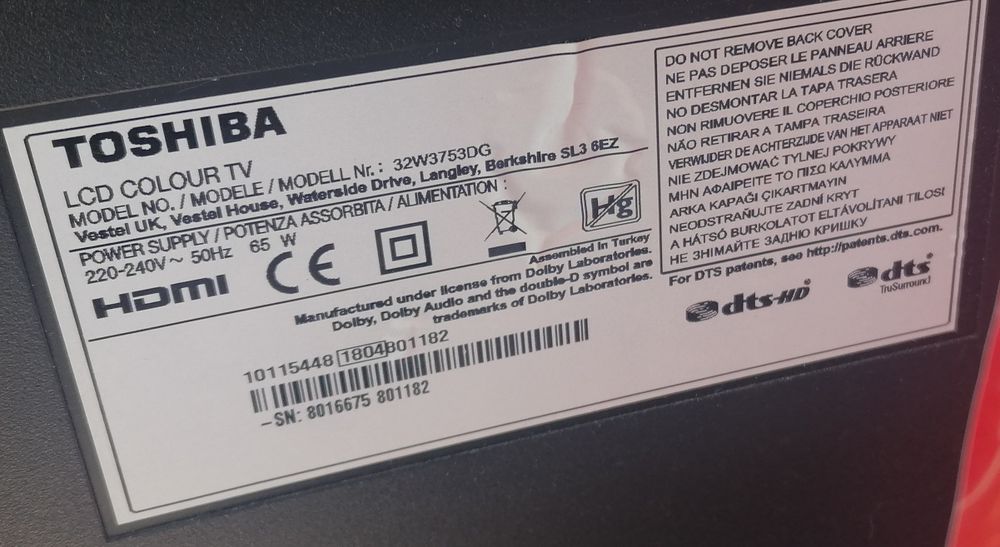 TOSHIBA
LCD COLOUR TV
MODEL NO. / MODELE / MODELL Nr. : 32W3753DG
Vestel UK, Vestel House, Waterside Drive, Langley, Berkshire SL3 6EZ
POWER SUPPLY / POTENZA ASSORBITA / ALIMENTATION :
220-240V ~ 50Hz 65 W
HDMI CE Hg
Assembled in Turkey
Manufactured under license from Dolby Laboratories.
Dolby, Dolby Audio and the double-D symbol are
trademarks of Dolby Laboratories.
10115448 1804801182
-SN: 8016675 801182
DO NOT REMOVE BACK COVER
NE PAS DEPOSER LE PANNEAU ARRIERE
ENTFERNEN SIE NIEMALS DIE RÜCKWAND
NO DESMONTAR LA TAPA TRASERA
NON RIMUOVERE IL COPERCHIO POSTERIORE
NÃO RETIRAR A TAMPA TRASEIRA
VERWIJDER DE ACHTERZIJDE VAN HET APPARAAT NIET
NIE ZDEJMOWAĆ TYLNEJ POKRYWY
ΜΗΝ ΑΦΑΙΡΕΙΤΕ ΤΟ ΠΙΣΩ ΚΑΛΥΜΜΑ
ARKA KAPAĞI ÇIKARTMAYIN
NEODSTRAŇUJTE ZADNÍ KRYT
A HÁTSÓ BURKOLATOT ELTÁVOLÍTANI TILOS!
НЕ ЗНИМАЙТЕ ЗАДНЮ КРИШКУ
For DTS patents, see http://patents.dts.com.
dts-HD® dts®
TruSurround